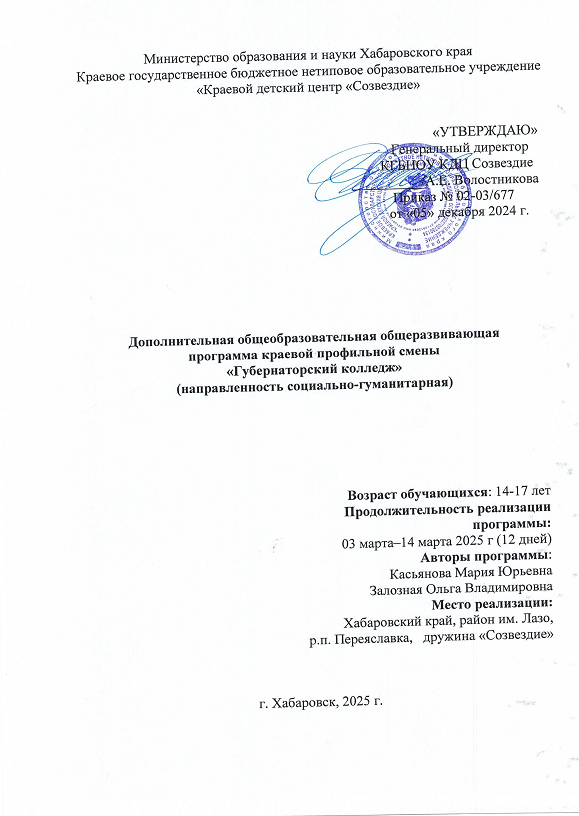 Министерство образования и науки Хабаровского края
Краевое государственное бюджетное нетиповое образовательное учреждение
«Краевой детский центр «Созвездие»
«УТВЕРЖДАЮ»
Генеральный директор
КГБНОУ КДЦ Созвездие
А.Е. Волостникова
Приказ № 02-03/677
от «05» декабря 2024 г.
Дополнительная общеобразовательная общеразвивающая
программа краевой профильной смены
«Губернаторский колледж»
(направленность социально-гуманитарная)
Возраст обучающихся: 14-17 лет
Продолжительность реализации
программы:
03 марта–14 марта 2025 г (12 дней)
Авторы программы:
Касьянова Мария Юрьевна
Залозная Ольга Владимировна
Место реализации:
Хабаровский край, район им. Лазо,
р.п. Переяславка, дружина «Созвездие»
г. Хабаровск, 2025 г.